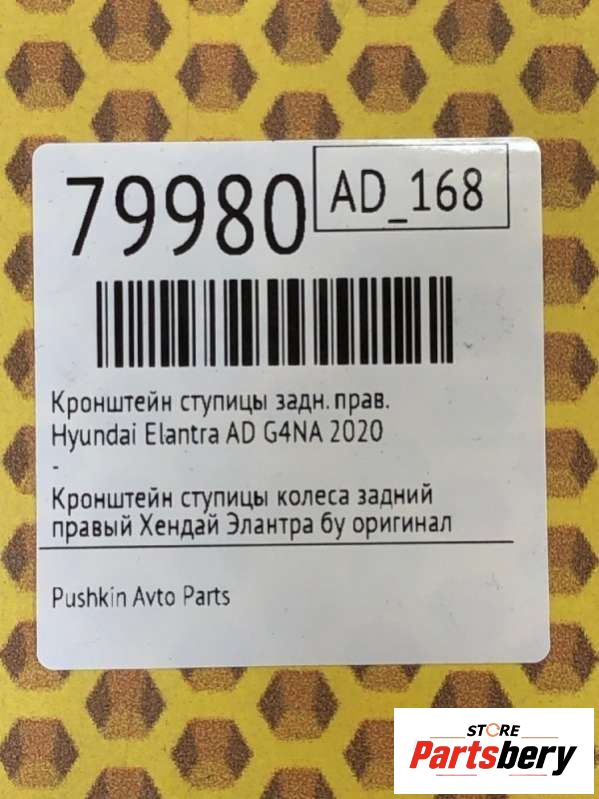 79980
AD_168
Кронштейн ступицы задн. прав.
Hyundai Elantra AD G4NA 2020
-
Кронштейн ступицы колеса задний
правый Хендай Элантра бу оригинал
Pushkin Avto Parts
STORE
Partsbery